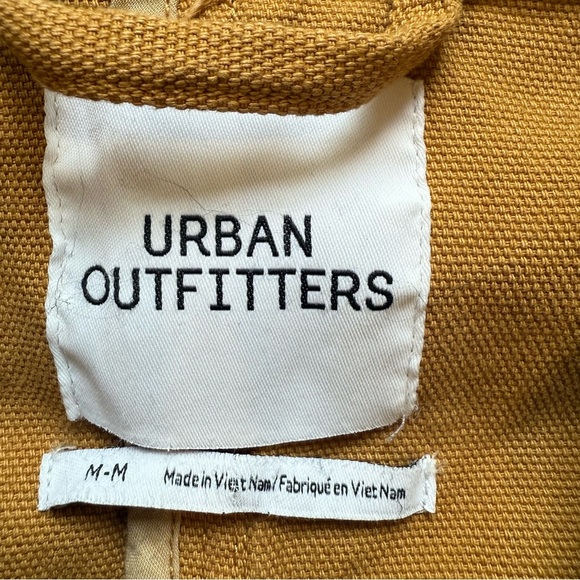 URBAN
OUTFITTERS
M-M Made in Viet Nam/Fabriqué en Viet Nam